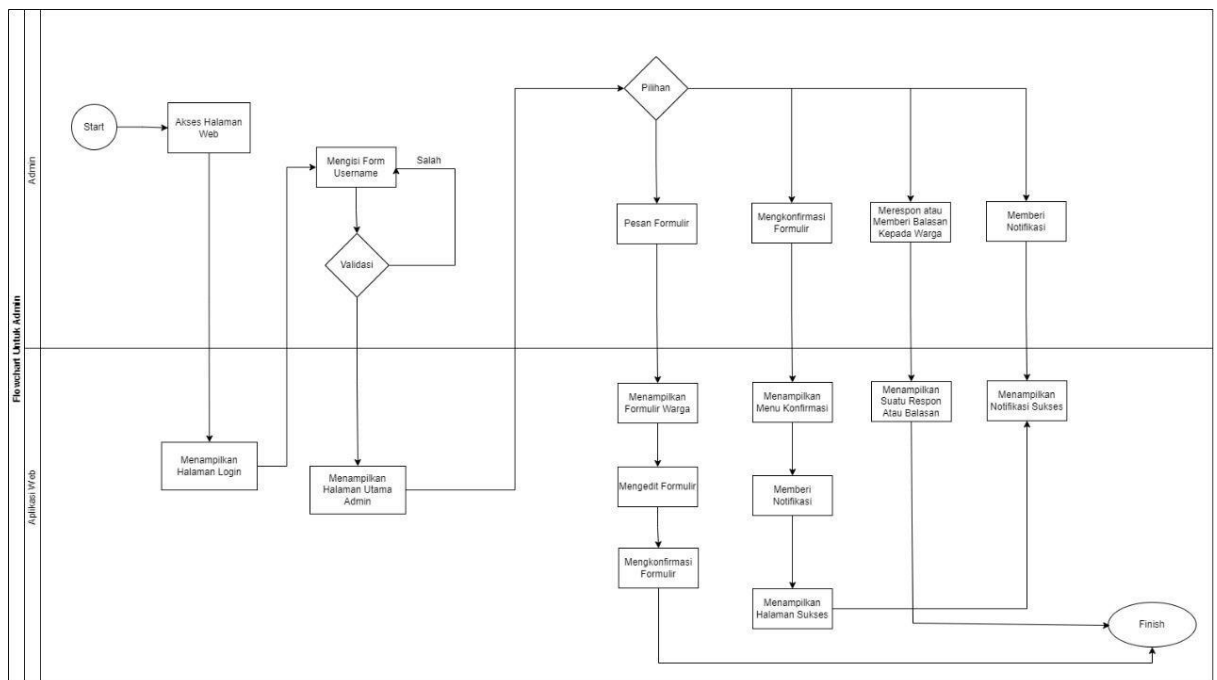 Flowchart Untuk Admin
Admin
Start
Akses Halaman
Web
Mengisi Form
Username
Salah
Validasi
Pilihan
Pesan Formulir
Mengkonfirmasi
Formulir
Merespon atau
Memberi Balasan
Kepada Warga
Memberi
Notifikasi
Aplikasi Web
Menampilkan
Halaman Login
Menampilkan
Halaman Utama
Admin
Menampilkan
Formulir Warga
Menampilkan
Menu Konfirmasi
Menampilkan
Suatu Respon
Atau Balasan
Menampilkan
Notifikasi Sukses
Mengedit Formulir
Memberi
Notifikasi
Mengkonfirmasi
Formulir
Menampilkan
Halaman Sukses
Finish